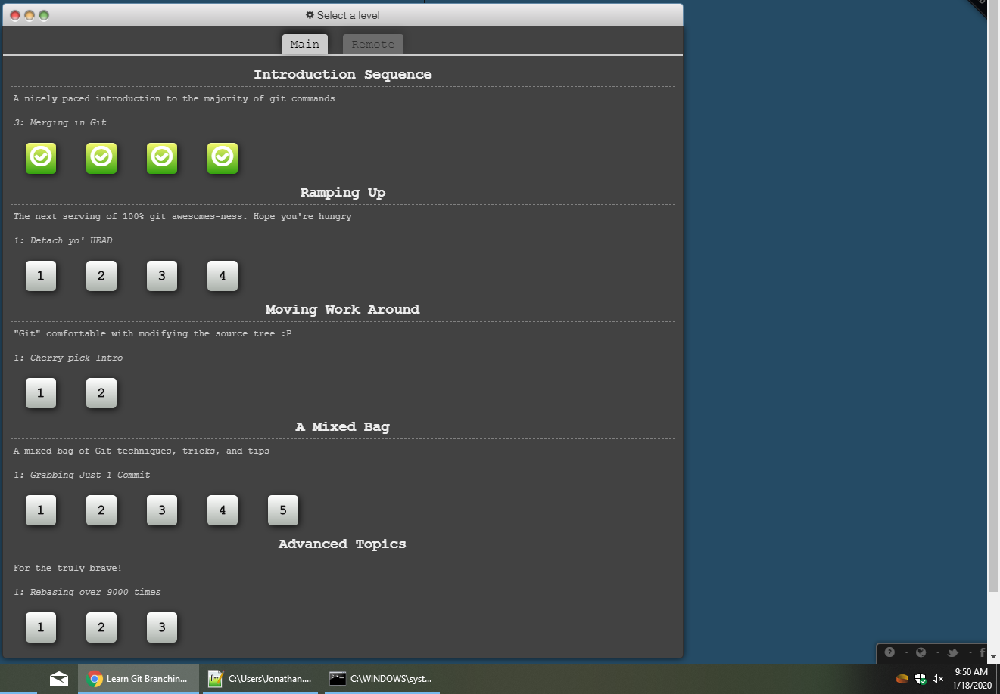 Select a level
Main Remote
Introduction Sequence
A nicely paced introduction to the majority of git commands
3: Merging in Git
Ramping Up
The next serving of 100% git awesomes-ness. Hope you're hungry
1: Detach yo' HEAD
1 2 3 4
Moving Work Around
"Git" comfortable with modifying the source tree :P
1: Cherry-pick Intro
1 2
A Mixed Bag
A mixed bag of Git techniques, tricks, and tips
1: Grabbing Just 1 Commit
1 2 3 4 5
Advanced Topics
For the truly brave!
1: Rebasing over 9000 times
1 2 3
Learn Git Branchin... C:\Users\Jonathan.... C:\WINDOWS\syst...
9:50 AM
1/18/2020